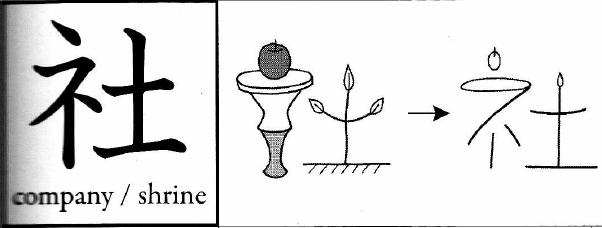 社
company / shrine